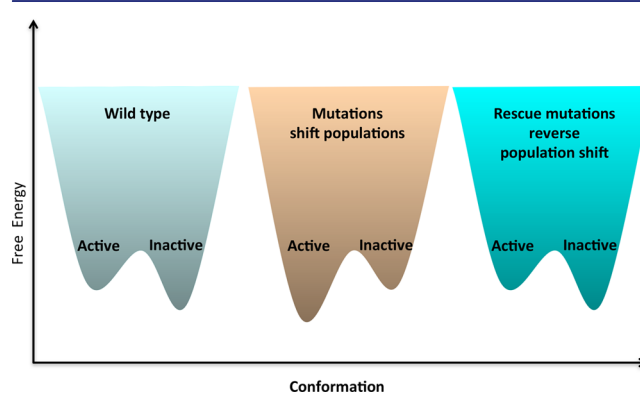 Free Energy
Wild type
Active
Inactive
Mutations
shift populations
Active
Inactive
Rescue mutations
reverse
population shift
Active
Inactive
Conformation